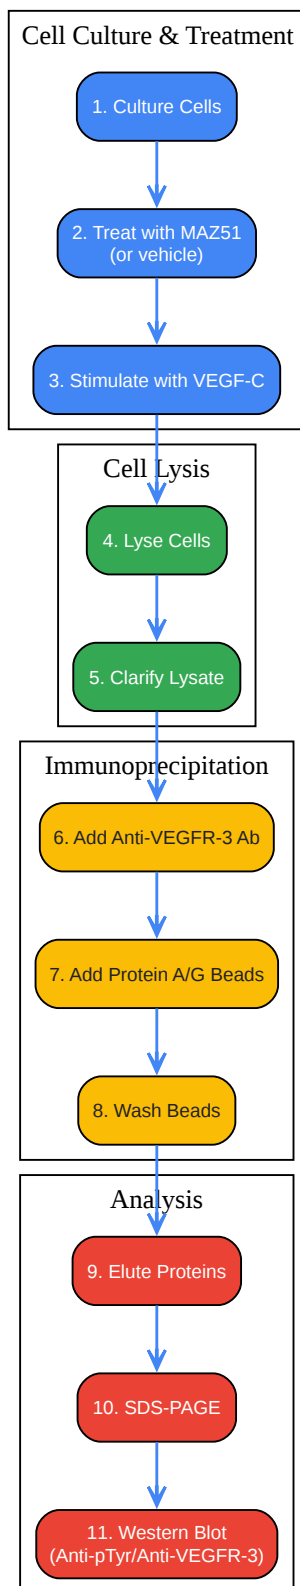 Cell Culture & Treatment
1. Culture Cells
2. Treat with MAZ51
(or vehicle)
3. Stimulate with VEGF-C
Cell Lysis
4. Lyse Cells
5. Clarify Lysate
Immunoprecipitation
6. Add Anti-VEGFR-3 Ab
7. Add Protein A/G Beads
8. Wash Beads
Analysis
9. Elute Proteins
10. SDS-PAGE
11. Western Blot
(Anti-pTyr/Anti-VEGFR-3)